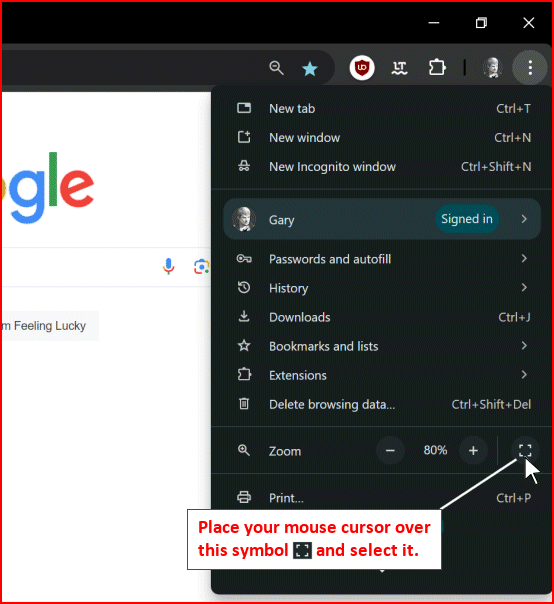 New tab Ctrl+T
New window Ctrl+N
New Incognito window Ctrl+Shift+N
ogle
Gary Signed in
Passwords and autofill
History
Downloads Ctrl+J
m Feeling Lucky
Bookmarks and lists
Extensions
Delete browsing data... Ctrl+Shift+Del
Zoom 80%
Print... Ctrl+P
Place your mouse cursor over
this symbol and select it.